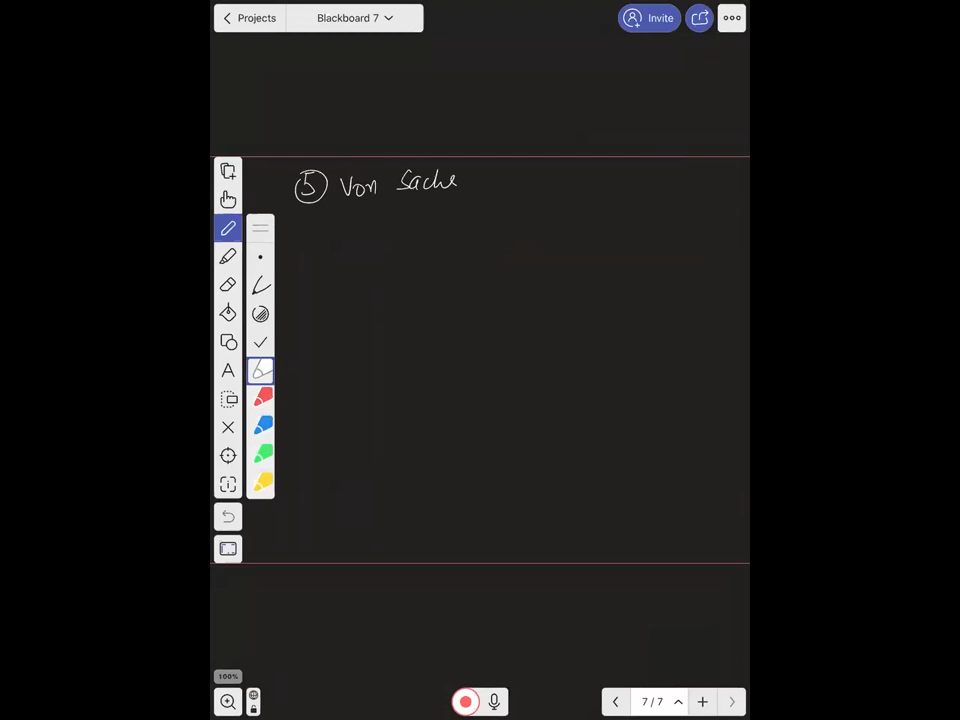 Projects
Blackboard 7
Invite
5 Von Sache
A
100%
7/7